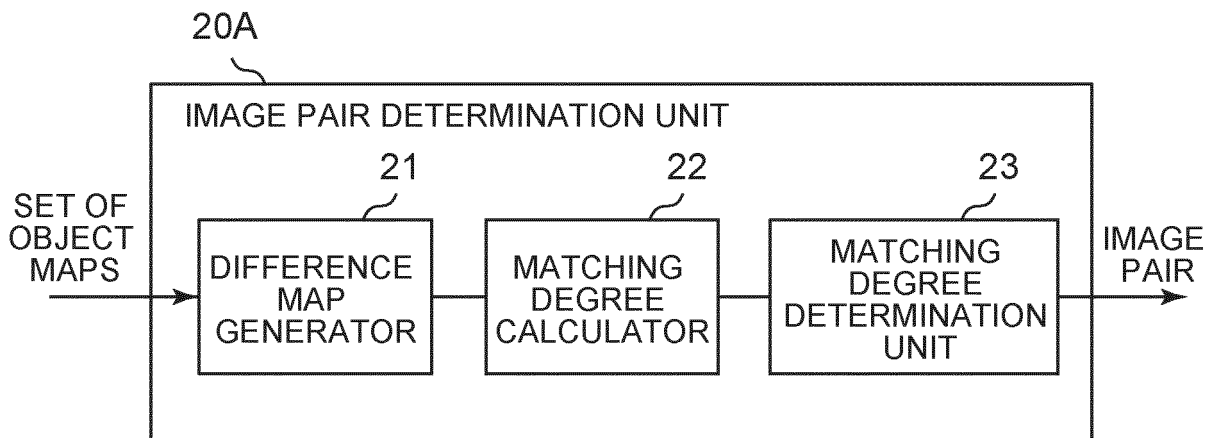 20A
IMAGE PAIR DETERMINATION UNIT
21
22
23
SET OF
OBJECT
MAPS
DIFFERENCE
MAP
GENERATOR
MATCHING
DEGREE
CALCULATOR
MATCHING
DEGREE
DETERMINATION
UNIT
IMAGE
PAIR